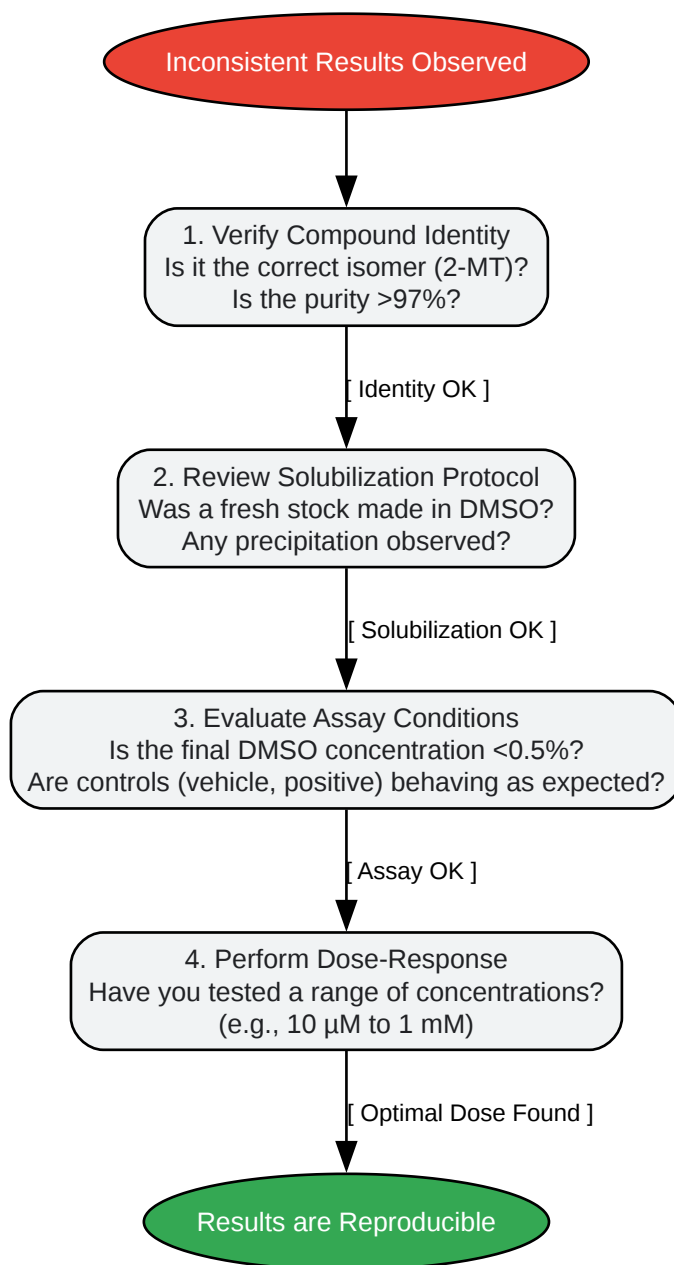 Inconsistent Results Observed
1. Verify Compound Identity
Is it the correct isomer (2-MT)?
Is the purity >97%?
[ Identity OK ]
2. Review Solubilization Protocol
Was a fresh stock made in DMSO?
Any precipitation observed?
[ Solubilization OK ]
3. Evaluate Assay Conditions
Is the final DMSO concentration <0.5%?
Are controls (vehicle, positive) behaving as expected?
[ Assay OK ]
4. Perform Dose-Response
Have you tested a range of concentrations?
(e.g., 10 µM to 1 mM)
[ Optimal Dose Found ]
Results are Reproducible